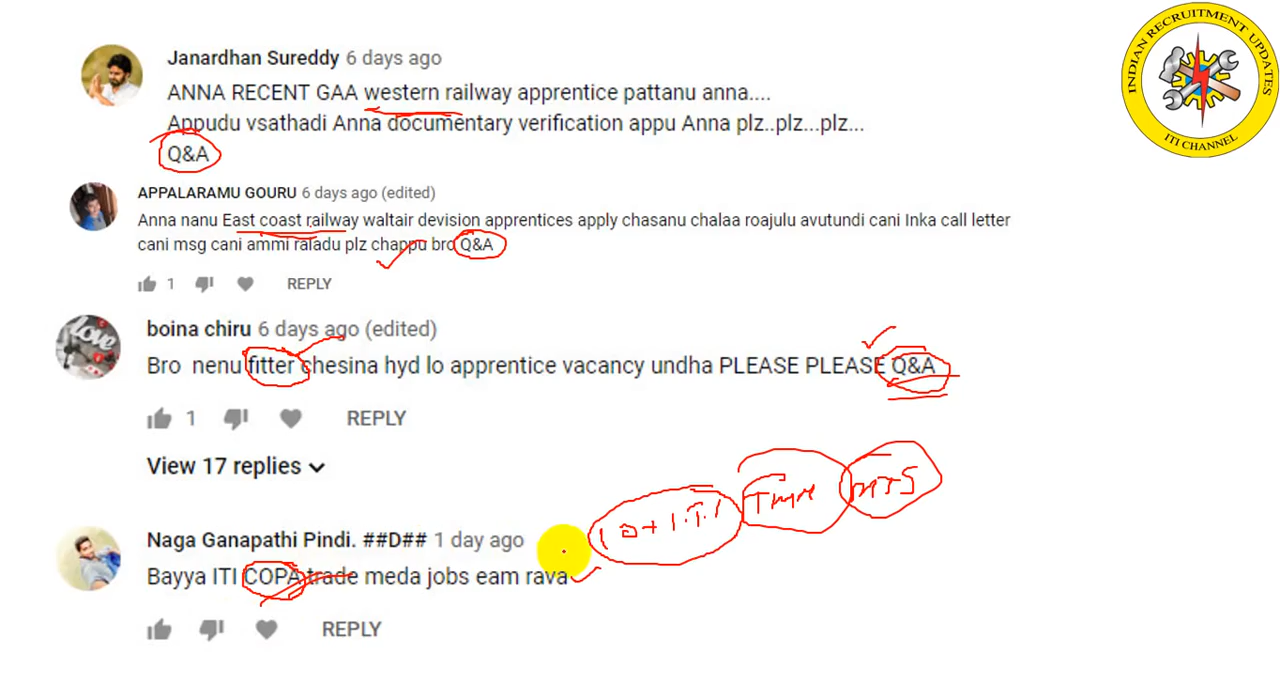 INDIAN RECRUITMENT UPDATES
ITI CHANNEL
Janardhan Sureddy 6 days ago
ANNA RECENT GAA western railway apprentice pattanu anna....
Appudu vsathadi Anna documentary verification appu Anna plz..plz...plz...
Q&A
APPALARAMU GOURU 6 days ago (edited)
Anna nanu East coast railway waltair devision apprentices apply chasanu chalaa roajulu avutundi cani Inka call letter
cani msg cani ammi raladu plz chappu bro Q&A
1 REPLY
boina chiru 6 days ago (edited)
Bro nenu fitter chesina hyd lo apprentice vacancy undha PLEASE PLEASE Q&A
1 REPLY
View 17 replies
10+I.T.I TMM MTS
Naga Ganapathi Pindi. ##D## 1 day ago
Bayya ITI COPA trade meda jobs eam rava
REPLY